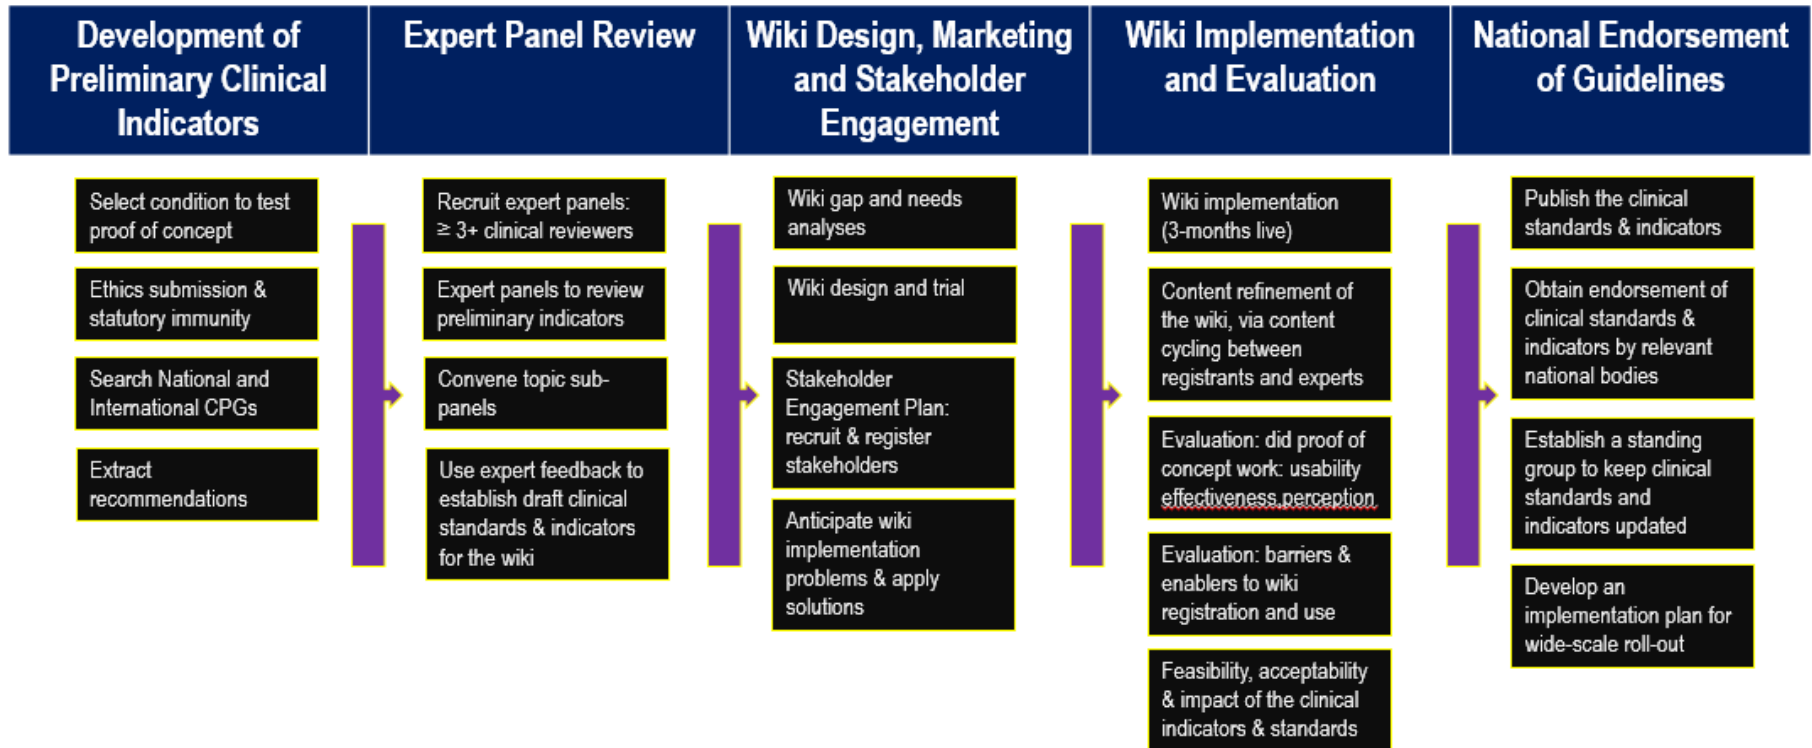 Development of
Preliminary Clinical
Indicators
Expert Panel Review
Wiki Design, Marketing
and Stakeholder
Engagement
Wiki Implementation
and Evaluation
National Endorsement
of Guidelines
Select condition to test
proof of concept
Ethics submission &
statutory immunity
Search National and
International CPGs
Extract
recommendations
Recruit expert panels:
≥ 3+ clinical reviewers
Expert panels to review
preliminary indicators
Convene topic sub-
panels
Use expert feedback to
establish draft clinical
standards & indicators
for the wiki
Wiki gap and needs
analyses
Wiki design and trial
Stakeholder
Engagement Plan:
recruit & register
stakeholders
Anticipate wiki
implementation
problems & apply
solutions
Wiki implementation
(3-months live)
Content refinement of
the wiki, via content
cycling between
registrants and experts
Evaluation: did proof of
concept work: usability
effectiveness,perception
Evaluation: barriers &
enablers to wiki
registration and use
Feasibility, acceptability
& impact of the clinical
indicators & standards
Publish the clinical
standards & indicators
Obtain endorsement of
clinical standards &
indicators by relevant
national bodies
Establish a standing
group to keep clinical
standards and
indicators updated
Develop an
implementation plan for
wide-scale roll-out